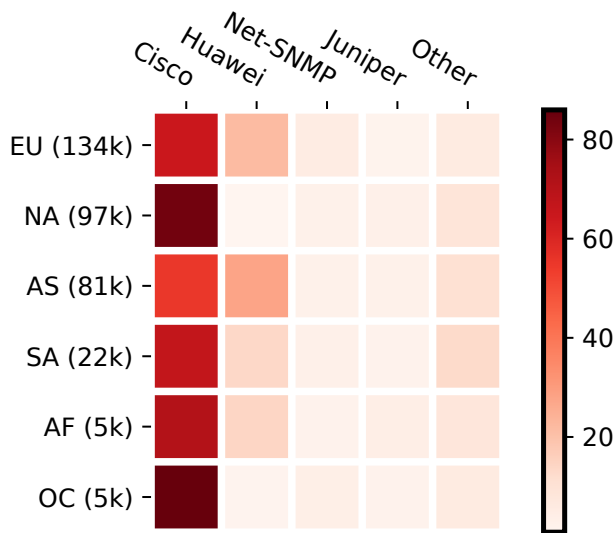 Cisco
Huawei
Net-SNMP
Juniper
Other
EU (134k)
NA (97k)
AS (81k)
SA (22k)
AF (5k)
OC (5k)
80
60
40
20